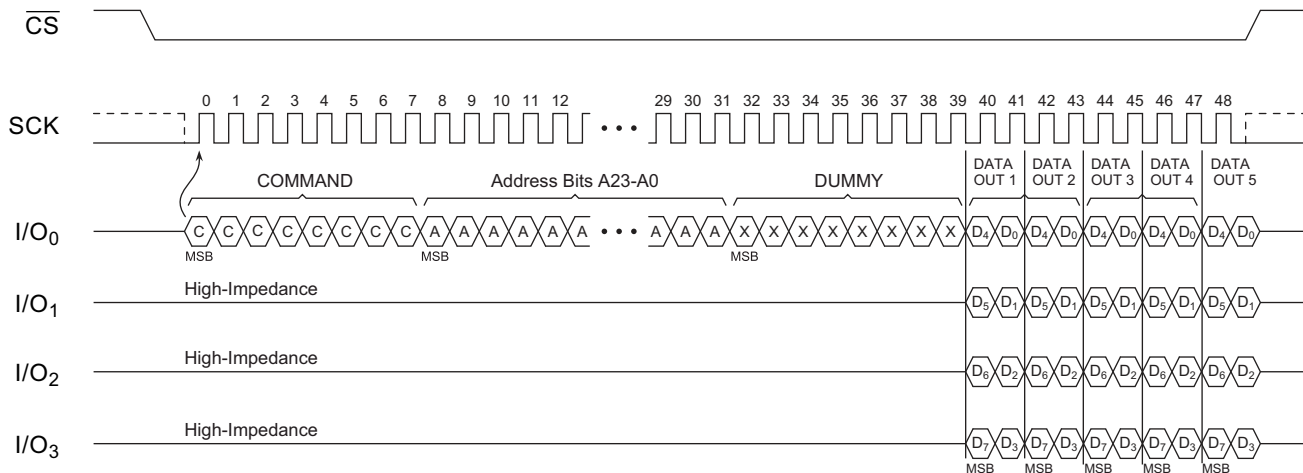 CS
SCK
0 1 2 3 4 5 6 7 8 9 10 11 12 29 30 31 32 33 34 35 36 37 38 39 40 41 42 43 44 45 46 47 48
COMMAND Address Bits A23-A0 DUMMY DATA OUT 1 DATA OUT 2 DATA OUT 3 DATA OUT 4 DATA OUT 5
I/O0 C C C C C C C C A A A A A A • • • A A A X X X X X X X X D4 D0 D4 D0 D4 D0 D4 D0 D4 D0
MSB MSB MSB
I/O1 High-Impedance D5 D1 D5 D1 D5 D1 D5 D1 D5 D1
I/O2 High-Impedance D6 D2 D6 D2 D6 D2 D6 D2 D6 D2
I/O3 High-Impedance D7 D3 D7 D3 D7 D3 D7 D3 D7 D3
MSB MSB MSB MSB MSB